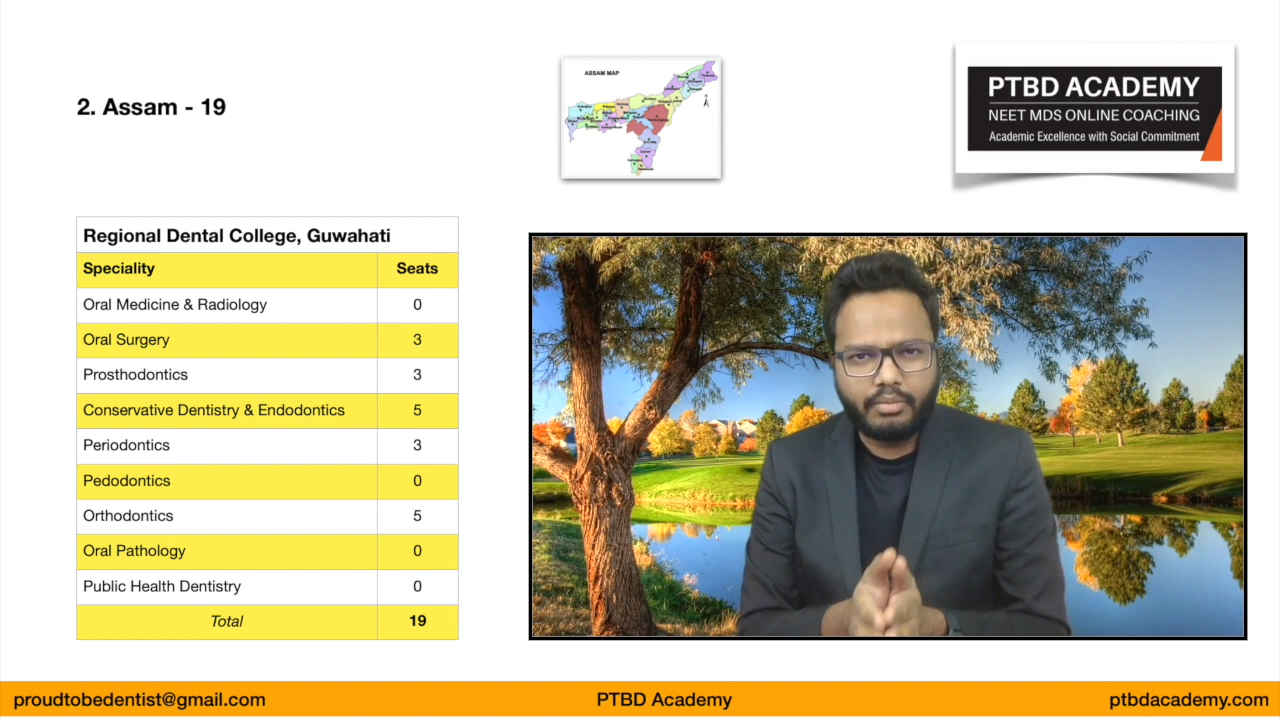 2. Assam - 19
ASSAM MAP
PTBD ACADEMY
NEET MDS ONLINE COACHING
Academic Excellence with Social Commitment
Regional Dental College, Guwahati
Speciality Seats
Oral Medicine & Radiology 0
Oral Surgery 3
Prosthodontics 3
Conservative Dentistry & Endodontics 5
Periodontics 3
Pedodontics 0
Orthodontics 5
Oral Pathology 0
Public Health Dentistry 0
Total 19
proudtobedentist@gmail.com PTBD Academy ptbdacademy.com